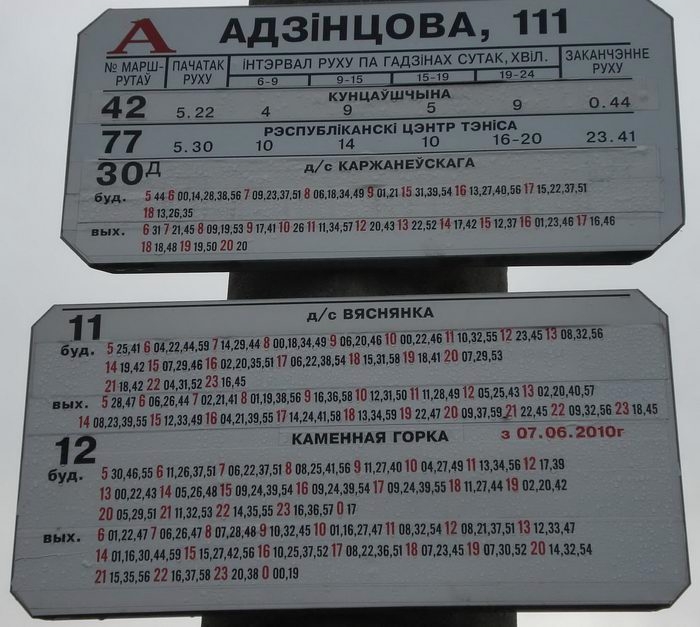 А АДЗіНЦОВА, 111
№ МАРШ- ПАЧАТАК ІНТЭРВАЛ РУХУ ПА ГАДЗІНАХ СУТАК, ХВІЛ. ЗАКАНЧЭННЕ
РУТАЎ РУХУ 6-9 9-15 15-19 19-24 РУХУ
КУНЦАЎШЧЫНА
42 5.22 4 9 5 9 0.44
РЭСПУБЛІКАНСКІ ЦЭНТР ТЭНІСА
77 5.30 10 14 10 16-20 23.41
30Д д/с КАРЖАНЕЎСКАГА
буд. 5 44 6 00,14,28,38,56 7 09,23,37,51 8 06,18,34,49 9 01,21 15 31,39,54 16 13,27,40,56 17 15,22,37,51
18 13,26,35
вых. 6 31 7 21,45 8 09,19,53 9 17,41 10 26 11 11,34,57 12 20,43 13 22,52 14 17,42 15 12,37 16 01,23,46 17 16,46
18 18,48 19 19,50 20 20
11 д/с ВЯСНЯНКА
буд. 5 25,41 6 04,22,44,59 7 14,29,44 8 00,18,34,49 9 06,20,46 10 00,22,46 11 10,32,55 12 23,45 13 08,32,56
14 19,42 15 07,29,46 16 02,20,35,51 17 06,22,38,54 18 15,31,58 19 18,41 20 07,29,53
21 18,42 22 04,31,52 23 16,45
вых. 5 28,47 6 06,26,44 7 02,21,41 8 01,19,38,56 9 16,36,58 10 12,31,50 11 11,28,49 12 05,25,43 13 02,20,40,57
14 08,23,39,55 15 12,33,49 16 04,21,39,55 17 14,24,41,58 18 13,34,59 19 22,47 20 09,37,59 21 22,45 22 09,32,56 23 18,45
12 КАМЕННАЯ ГОРКА з 07.06.2010г
буд. 5 30,46,55 6 11,26,37,51 7 06,22,37,51 8 08,25,41,56 9 11,27,40 10 04,27,49 11 13,34,56 12 17,39
13 00,22,43 14 05,26,48 15 09,24,39,54 16 09,24,39,54 17 09,24,39,55 18 11,27,44 19 02,20,42
20 05,29,51 21 11,32,53 22 14,35,55 23 16,36,57 0 17
вых. 6 01,22,47 7 06,26,47 8 07,28,48 9 10,32,45 10 01,16,27,47 11 08,32,54 12 08,21,37,51 13 12,33,47
14 01,16,30,44,59 15 15,27,42,56 16 10,25,37,52 17 08,22,36,51 18 07,23,45 19 07,30,52 20 14,32,54
21 15,35,56 22 16,37,58 23 20,38 0 00,19